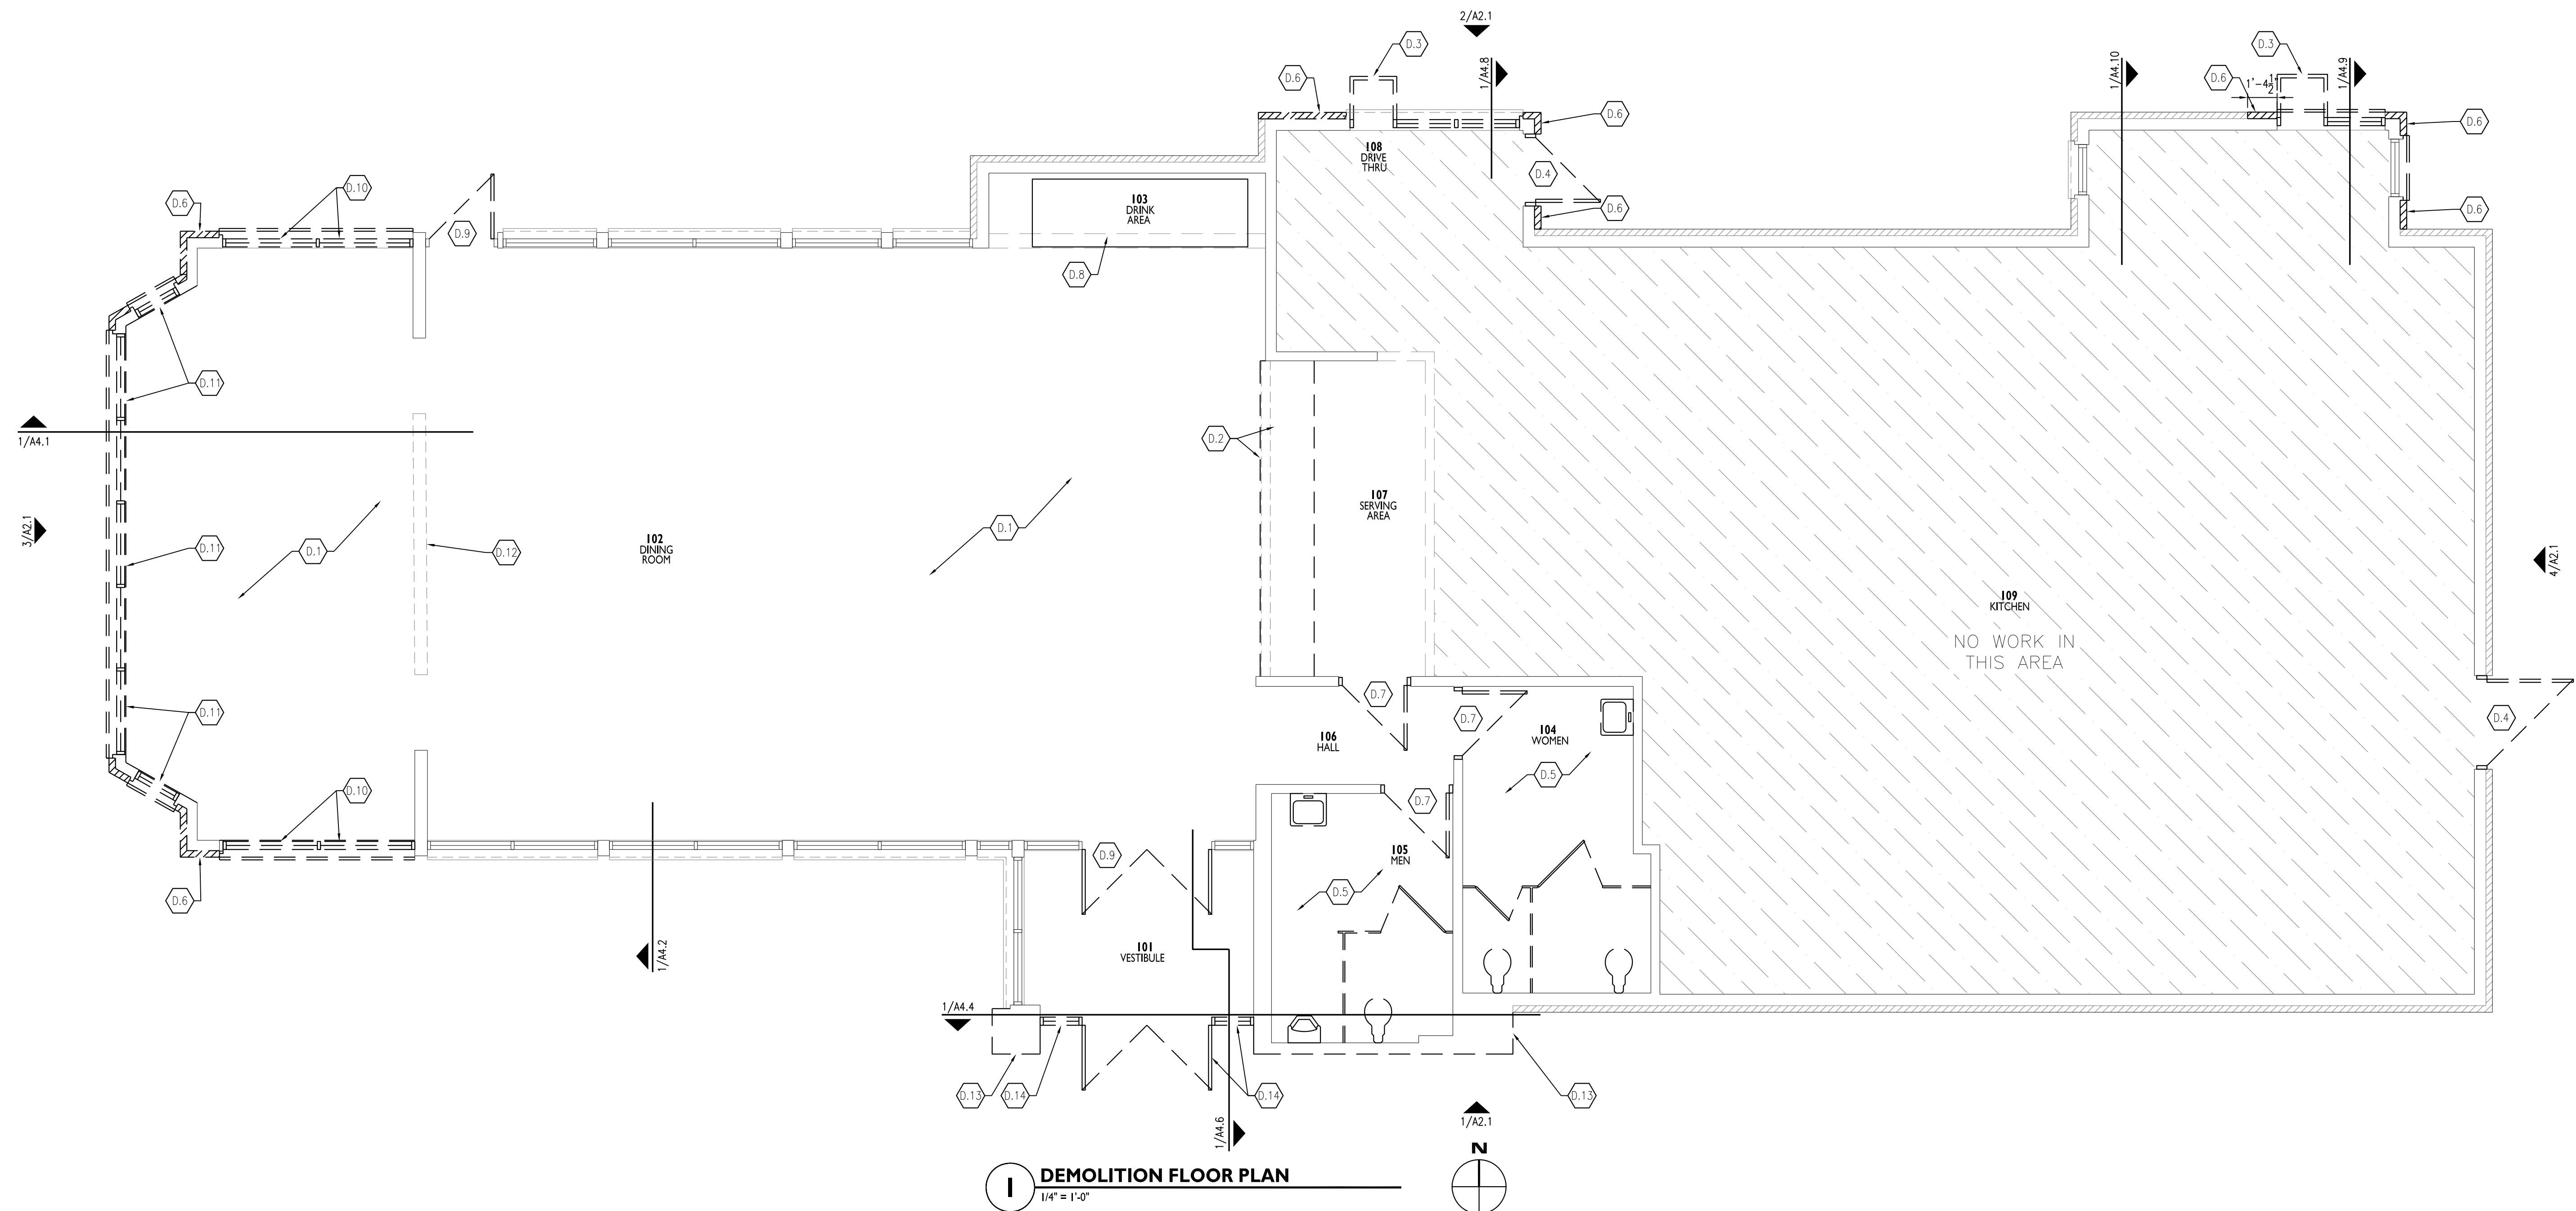 2/A2.1
D.3
D.3
D.6
1/A4.8
1/A4.10
D.6
1'-4 1/2"
1/A4.9
D.6
D.6
108
DRIVE
THRU
D.4
D.10
D.6
103
DRINK
AREA
D.6
D.6
D.9
D.8
D.11
1/A4.1
D.2
3/A2.1
107
SERVING
AREA
D.1
D.1
102
DINING
ROOM
D.11
D.12
4/A2.1
109
KITCHEN
NO WORK IN
THIS AREA
D.11
D.7
D.7
D.4
106
HALL
104
WOMEN
D.5
D.10
D.7
D.9
105
MEN
D.5
D.6
1/A4.2
101
VESTIBULE
1/A4.4
D.13
D.14
D.14
D.13
1/A4.6
1/A2.1
N
1
DEMOLITION FLOOR PLAN
1/4" = 1'-0"